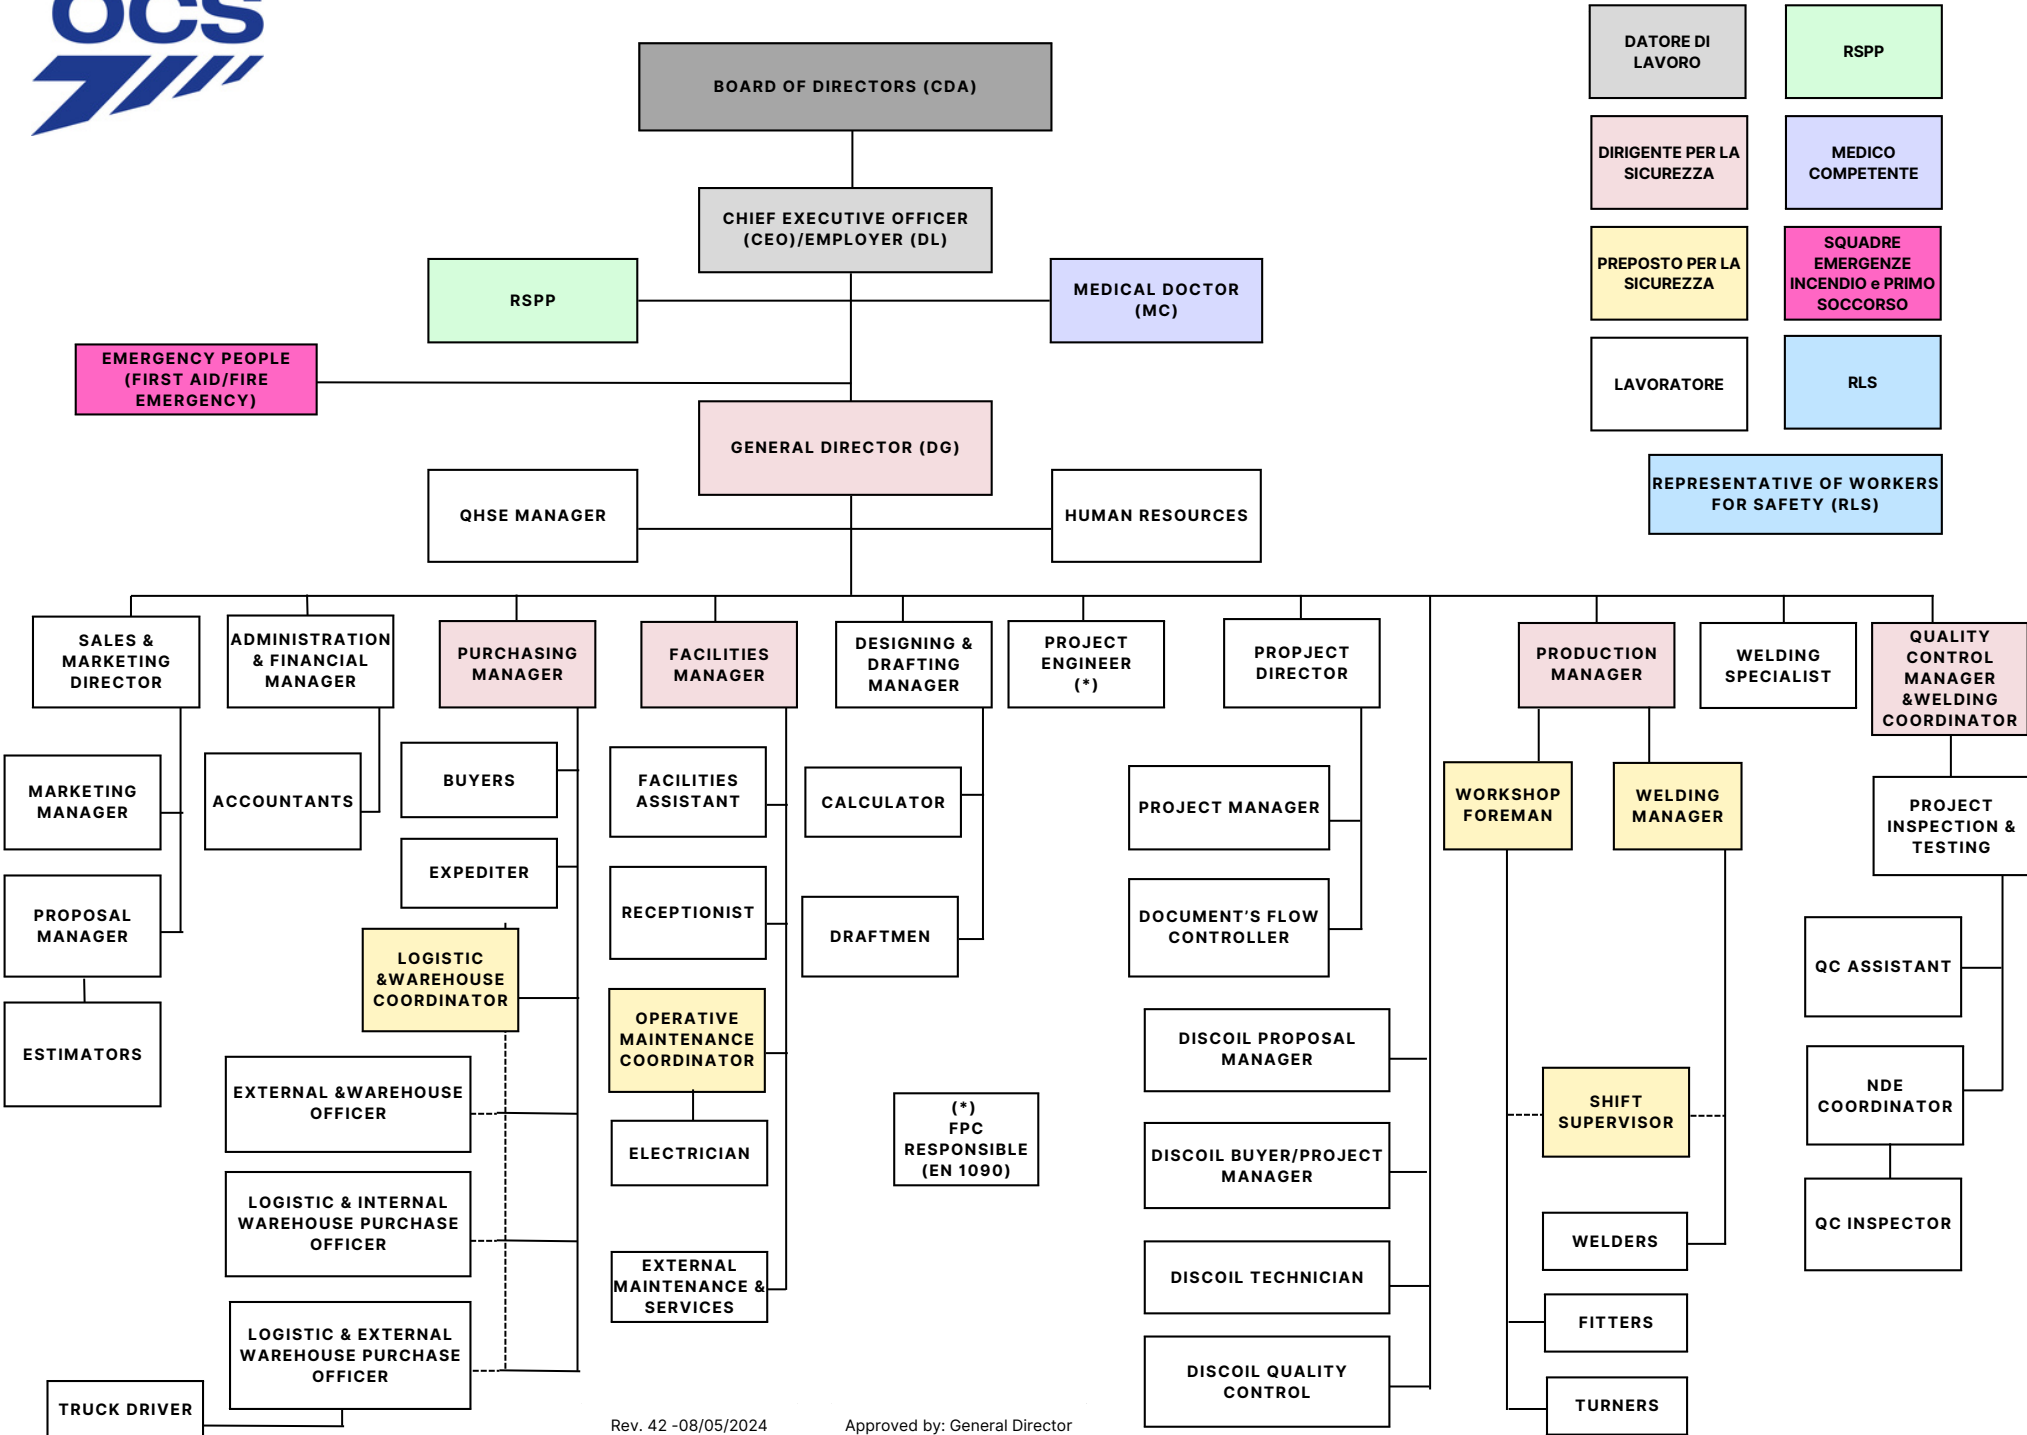 OCS
BOARD OF DIRECTORS (CDA)
CHIEF EXECUTIVE OFFICER
(CEO)/EMPLOYER (DL)
RSPP
MEDICAL DOCTOR
(MC)
EMERGENCY PEOPLE
(FIRST AID/FIRE
EMERGENCY)
GENERAL DIRECTOR (DG)
QHSE MANAGER
HUMAN RESOURCES
DATORE DI
LAVORO
RSPP
DIRIGENTE PER LA
SICUREZZA
MEDICO
COMPETENTE
PREPOSTO PER LA
SICUREZZA
SQUADRE
EMERGENZE
INCENDIO e PRIMO
SOCCORSO
LAVORATORE
RLS
REPRESENTATIVE OF WORKERS
FOR SAFETY (RLS)
SALES &
MARKETING
DIRECTOR
ADMINISTRATION
& FINANCIAL
MANAGER
PURCHASING
MANAGER
FACILITIES
MANAGER
DESIGNING &
DRAFTING
MANAGER
PROJECT
ENGINEER
(*)
PROPJECT
DIRECTOR
PRODUCTION
MANAGER
WELDING
SPECIALIST
QUALITY
CONTROL
MANAGER
&WELDING
COORDINATOR
MARKETING
MANAGER
PROPOSAL
MANAGER
ESTIMATORS
ACCOUNTANTS
BUYERS
EXPEDITER
LOGISTIC
&WAREHOUSE
COORDINATOR
EXTERNAL &WAREHOUSE
OFFICER
LOGISTIC & INTERNAL
WAREHOUSE PURCHASE
OFFICER
LOGISTIC & EXTERNAL
WAREHOUSE PURCHASE
OFFICER
TRUCK DRIVER
FACILITIES
ASSISTANT
RECEPTIONIST
OPERATIVE
MAINTENANCE
COORDINATOR
ELECTRICIAN
EXTERNAL
MAINTENANCE &
SERVICES
CALCULATOR
DRAFTMEN
(*)
FPC
RESPONSIBLE
(EN 1090)
PROJECT MANAGER
DOCUMENT’S FLOW
CONTROLLER
DISCOIL PROPOSAL
MANAGER
DISCOIL BUYER/PROJECT
MANAGER
DISCOIL TECHNICIAN
DISCOIL QUALITY
CONTROL
WORKSHOP
FOREMAN
WELDING
MANAGER
SHIFT
SUPERVISOR
WELDERS
FITTERS
TURNERS
PROJECT
INSPECTION &
TESTING
QC ASSISTANT
NDE
COORDINATOR
QC INSPECTOR
Rev. 42 -08/05/2024
Approved by: General Director